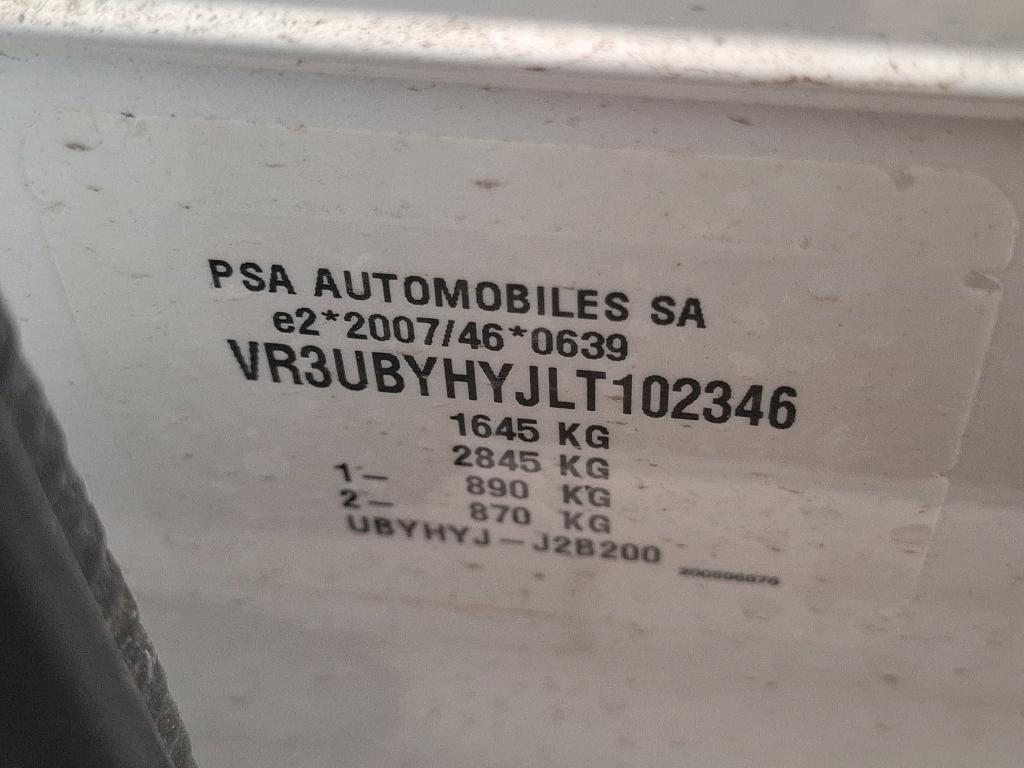 PSA AUTOMOBILES SA
e2*2007/46*0639
VR3UBYHYJLT102346
1645 KG
2845 KG
1- 890 KG
2- 870 KG
UBYHYJ-J2B200